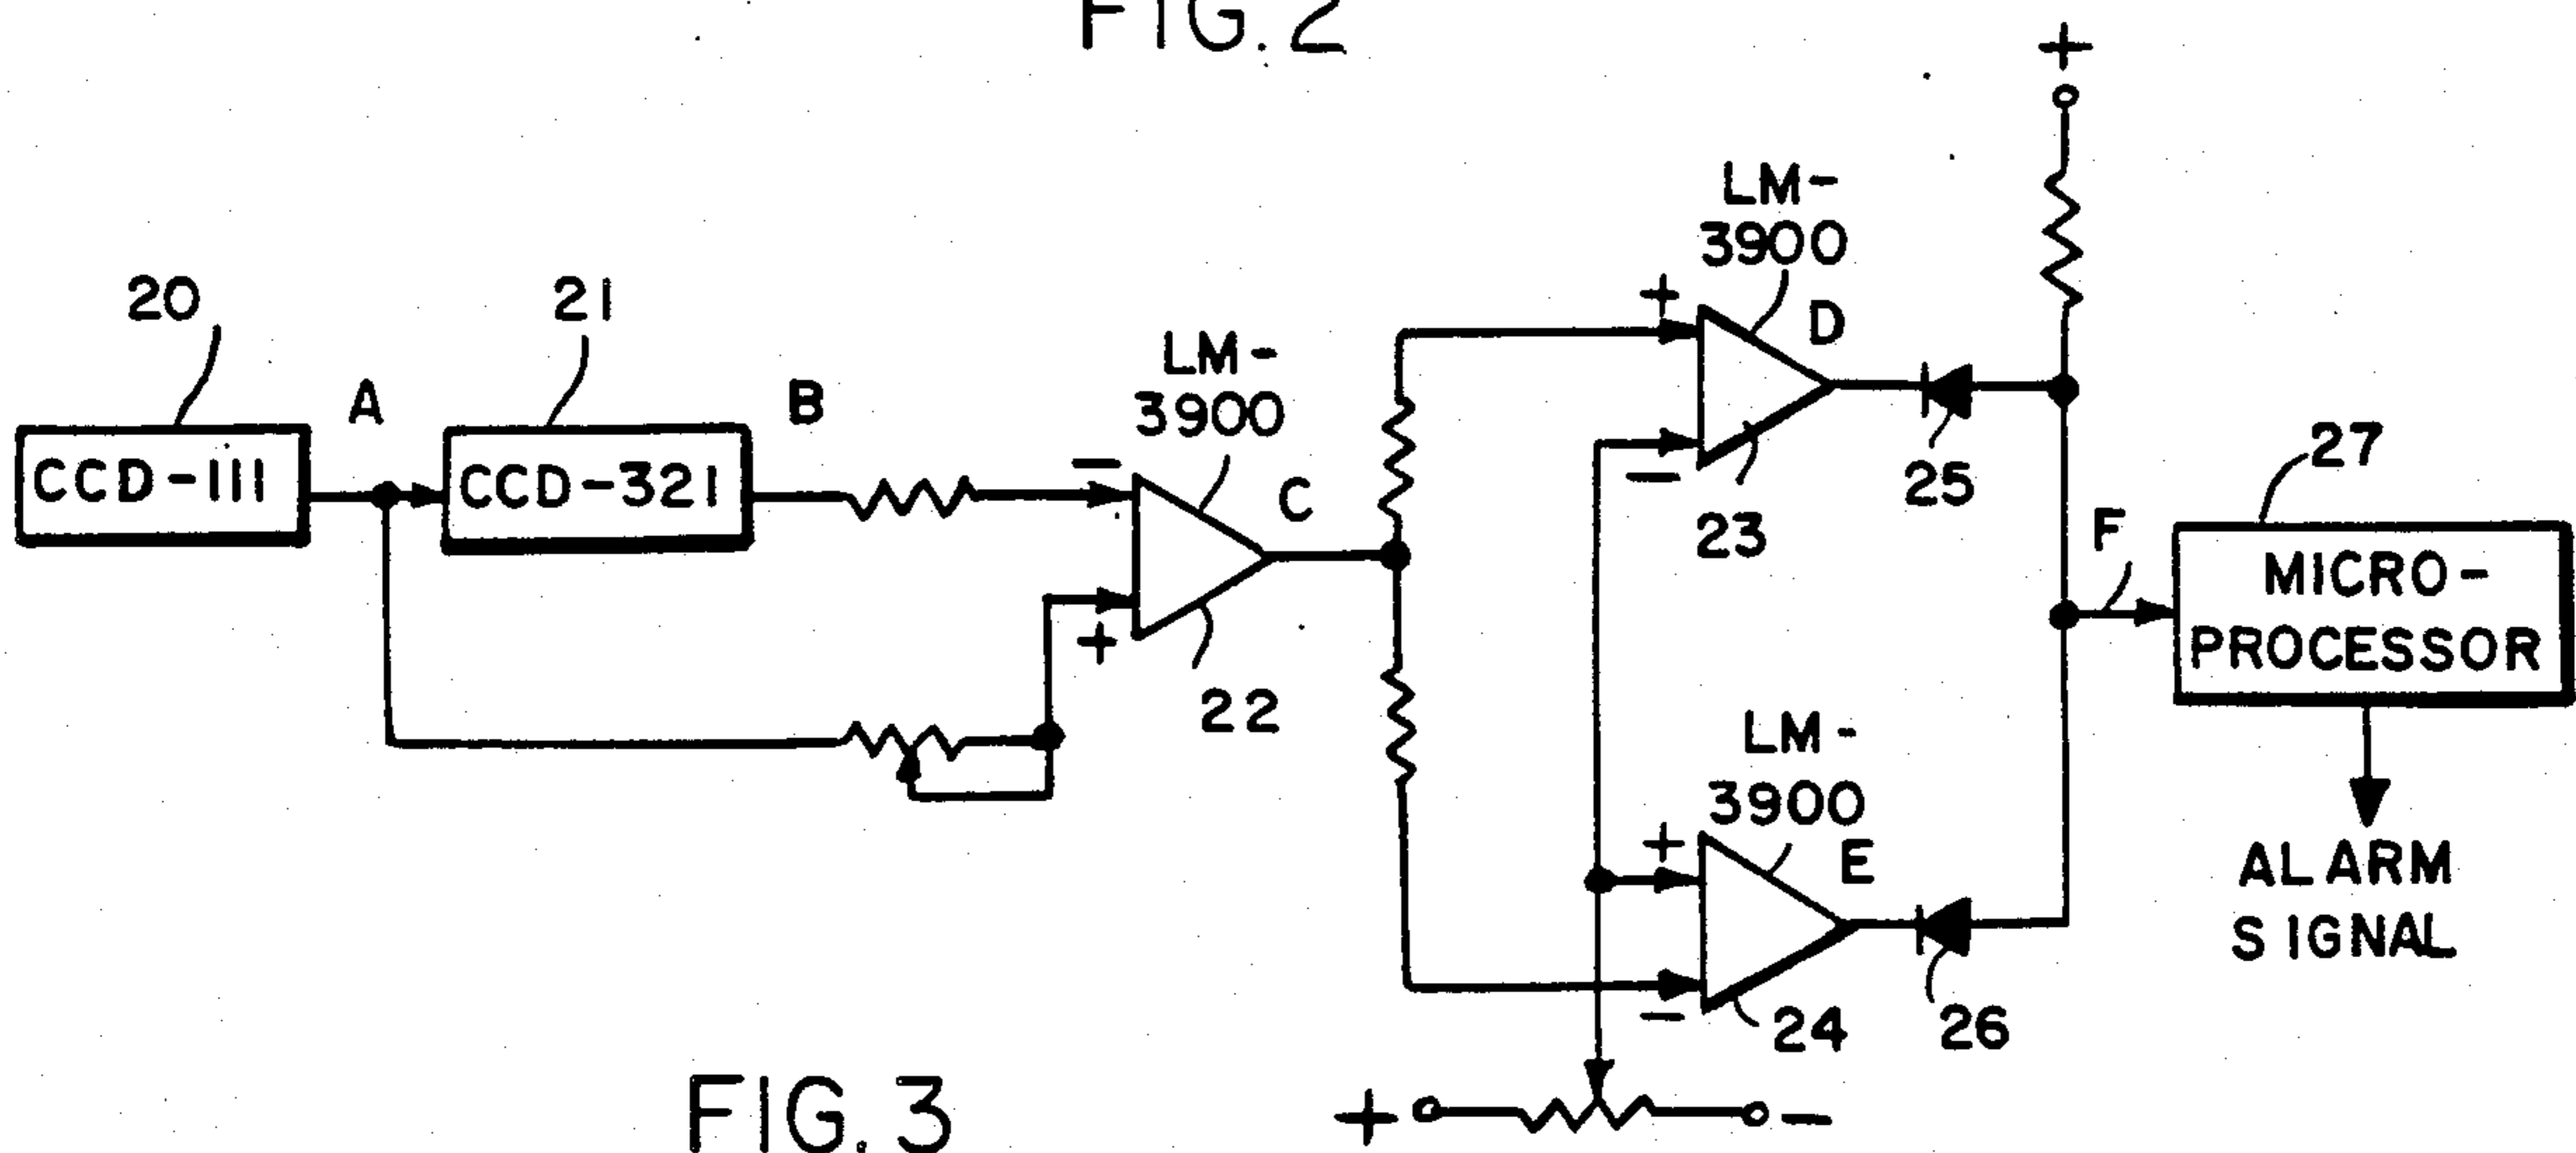 FIG. 2
+
LM-
3900
D
+
-
23
25
20
21
A
B
CCD-111
CCD-321
LM-
3900
-
+
C
22
27
F
MICRO-
PROCESSOR
LM-
3900
E
+
-
24
26
ALARM
SIGNAL
+ -
FIG. 3